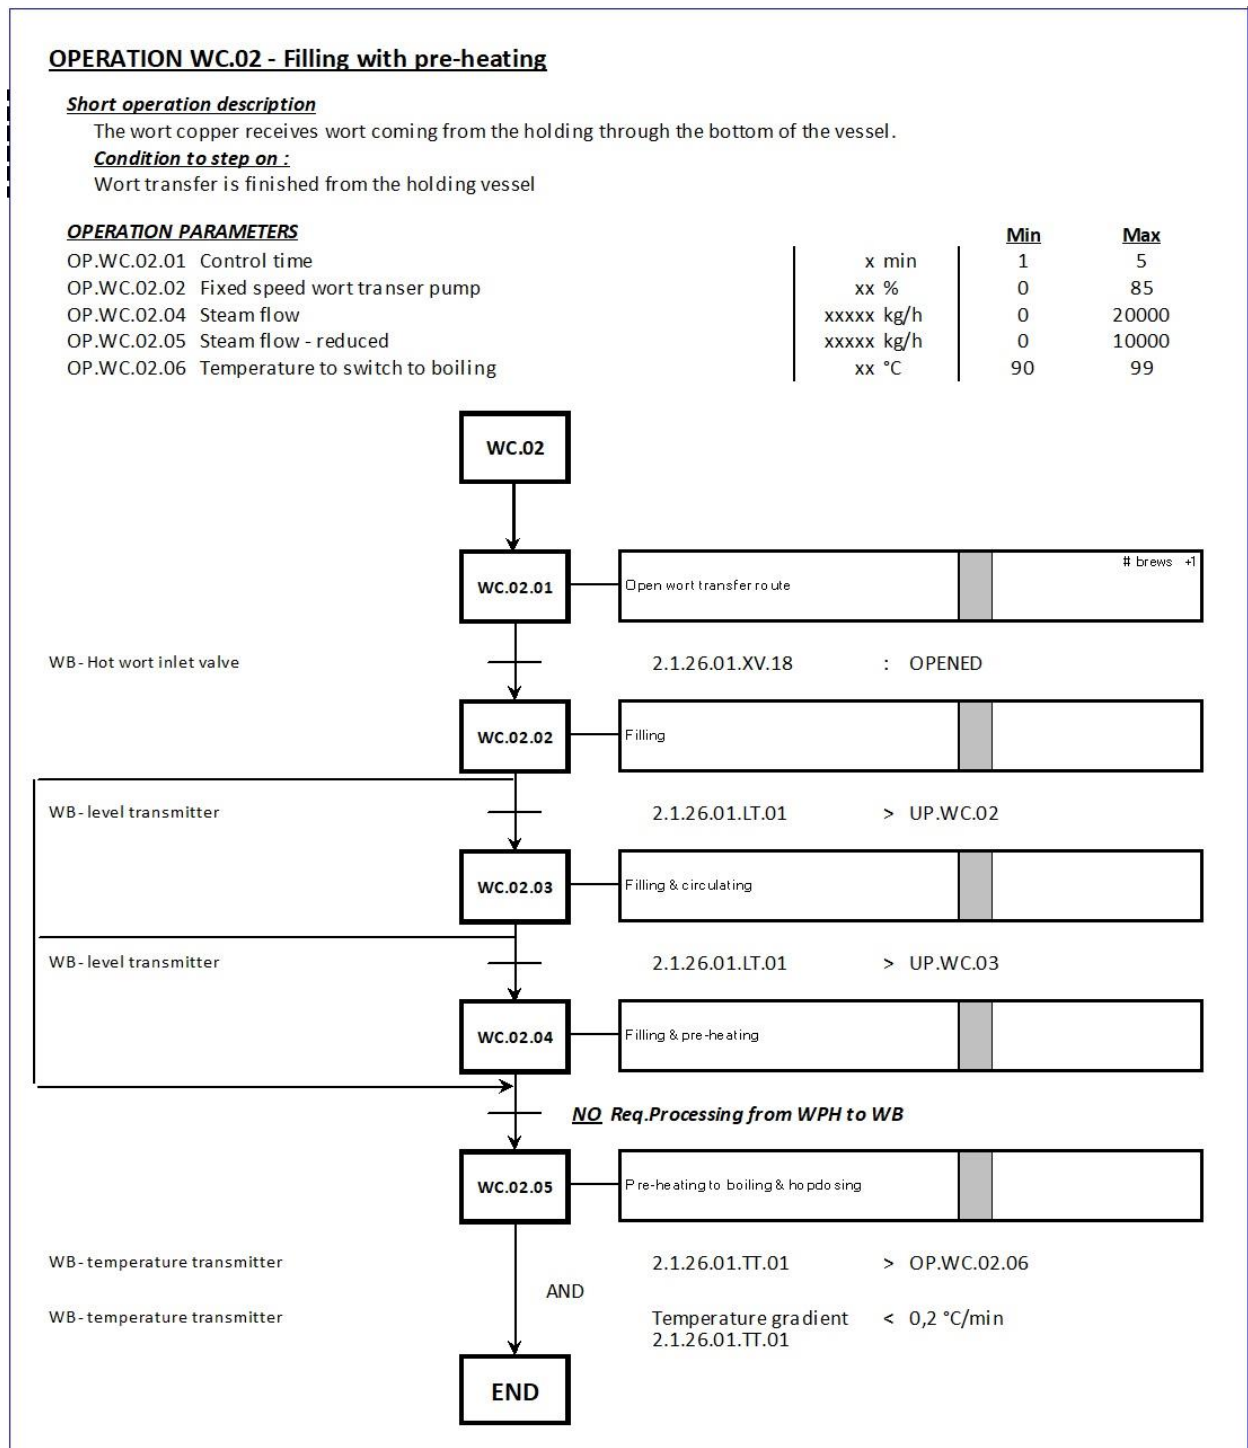 OPERATION WC.02 - Filling with pre-heating
Short operation description
The wort copper receives wort coming from the holding through the bottom of the vessel.
Condition to step on :
Wort transfer is finished from the holding vessel
OPERATION PARAMETERS Min Max
OP.WC.02.01 Control time x min 1 5
OP.WC.02.02 Fixed speed wort transer pump xx % 0 85
OP.WC.02.04 Steam flow xxxxx kg/h 0 20000
OP.WC.02.05 Steam flow - reduced xxxxx kg/h 0 10000
OP.WC.02.06 Temperature to switch to boiling xx °C 90 99
WC.02
# brews +1
WC.02.01 Open wort transfer route
WB- Hot wort inlet valve 2.1.26.01.XV.18 : OPENED
WC.02.02 Filling
WB- level transmitter 2.1.26.01.LT.01 > UP.WC.02
WC.02.03 Filling & circulating
WB- level transmitter 2.1.26.01.LT.01 > UP.WC.03
WC.02.04 Filling & pre-heating
NO Req.Processing from WPH to WB
WC.02.05 Pre-heating to boiling & hopdosing
WB- temperature transmitter 2.1.26.01.TT.01 > OP.WC.02.06
AND
WB- temperature transmitter Temperature gradient < 0,2 °C/min
2.1.26.01.TT.01
END